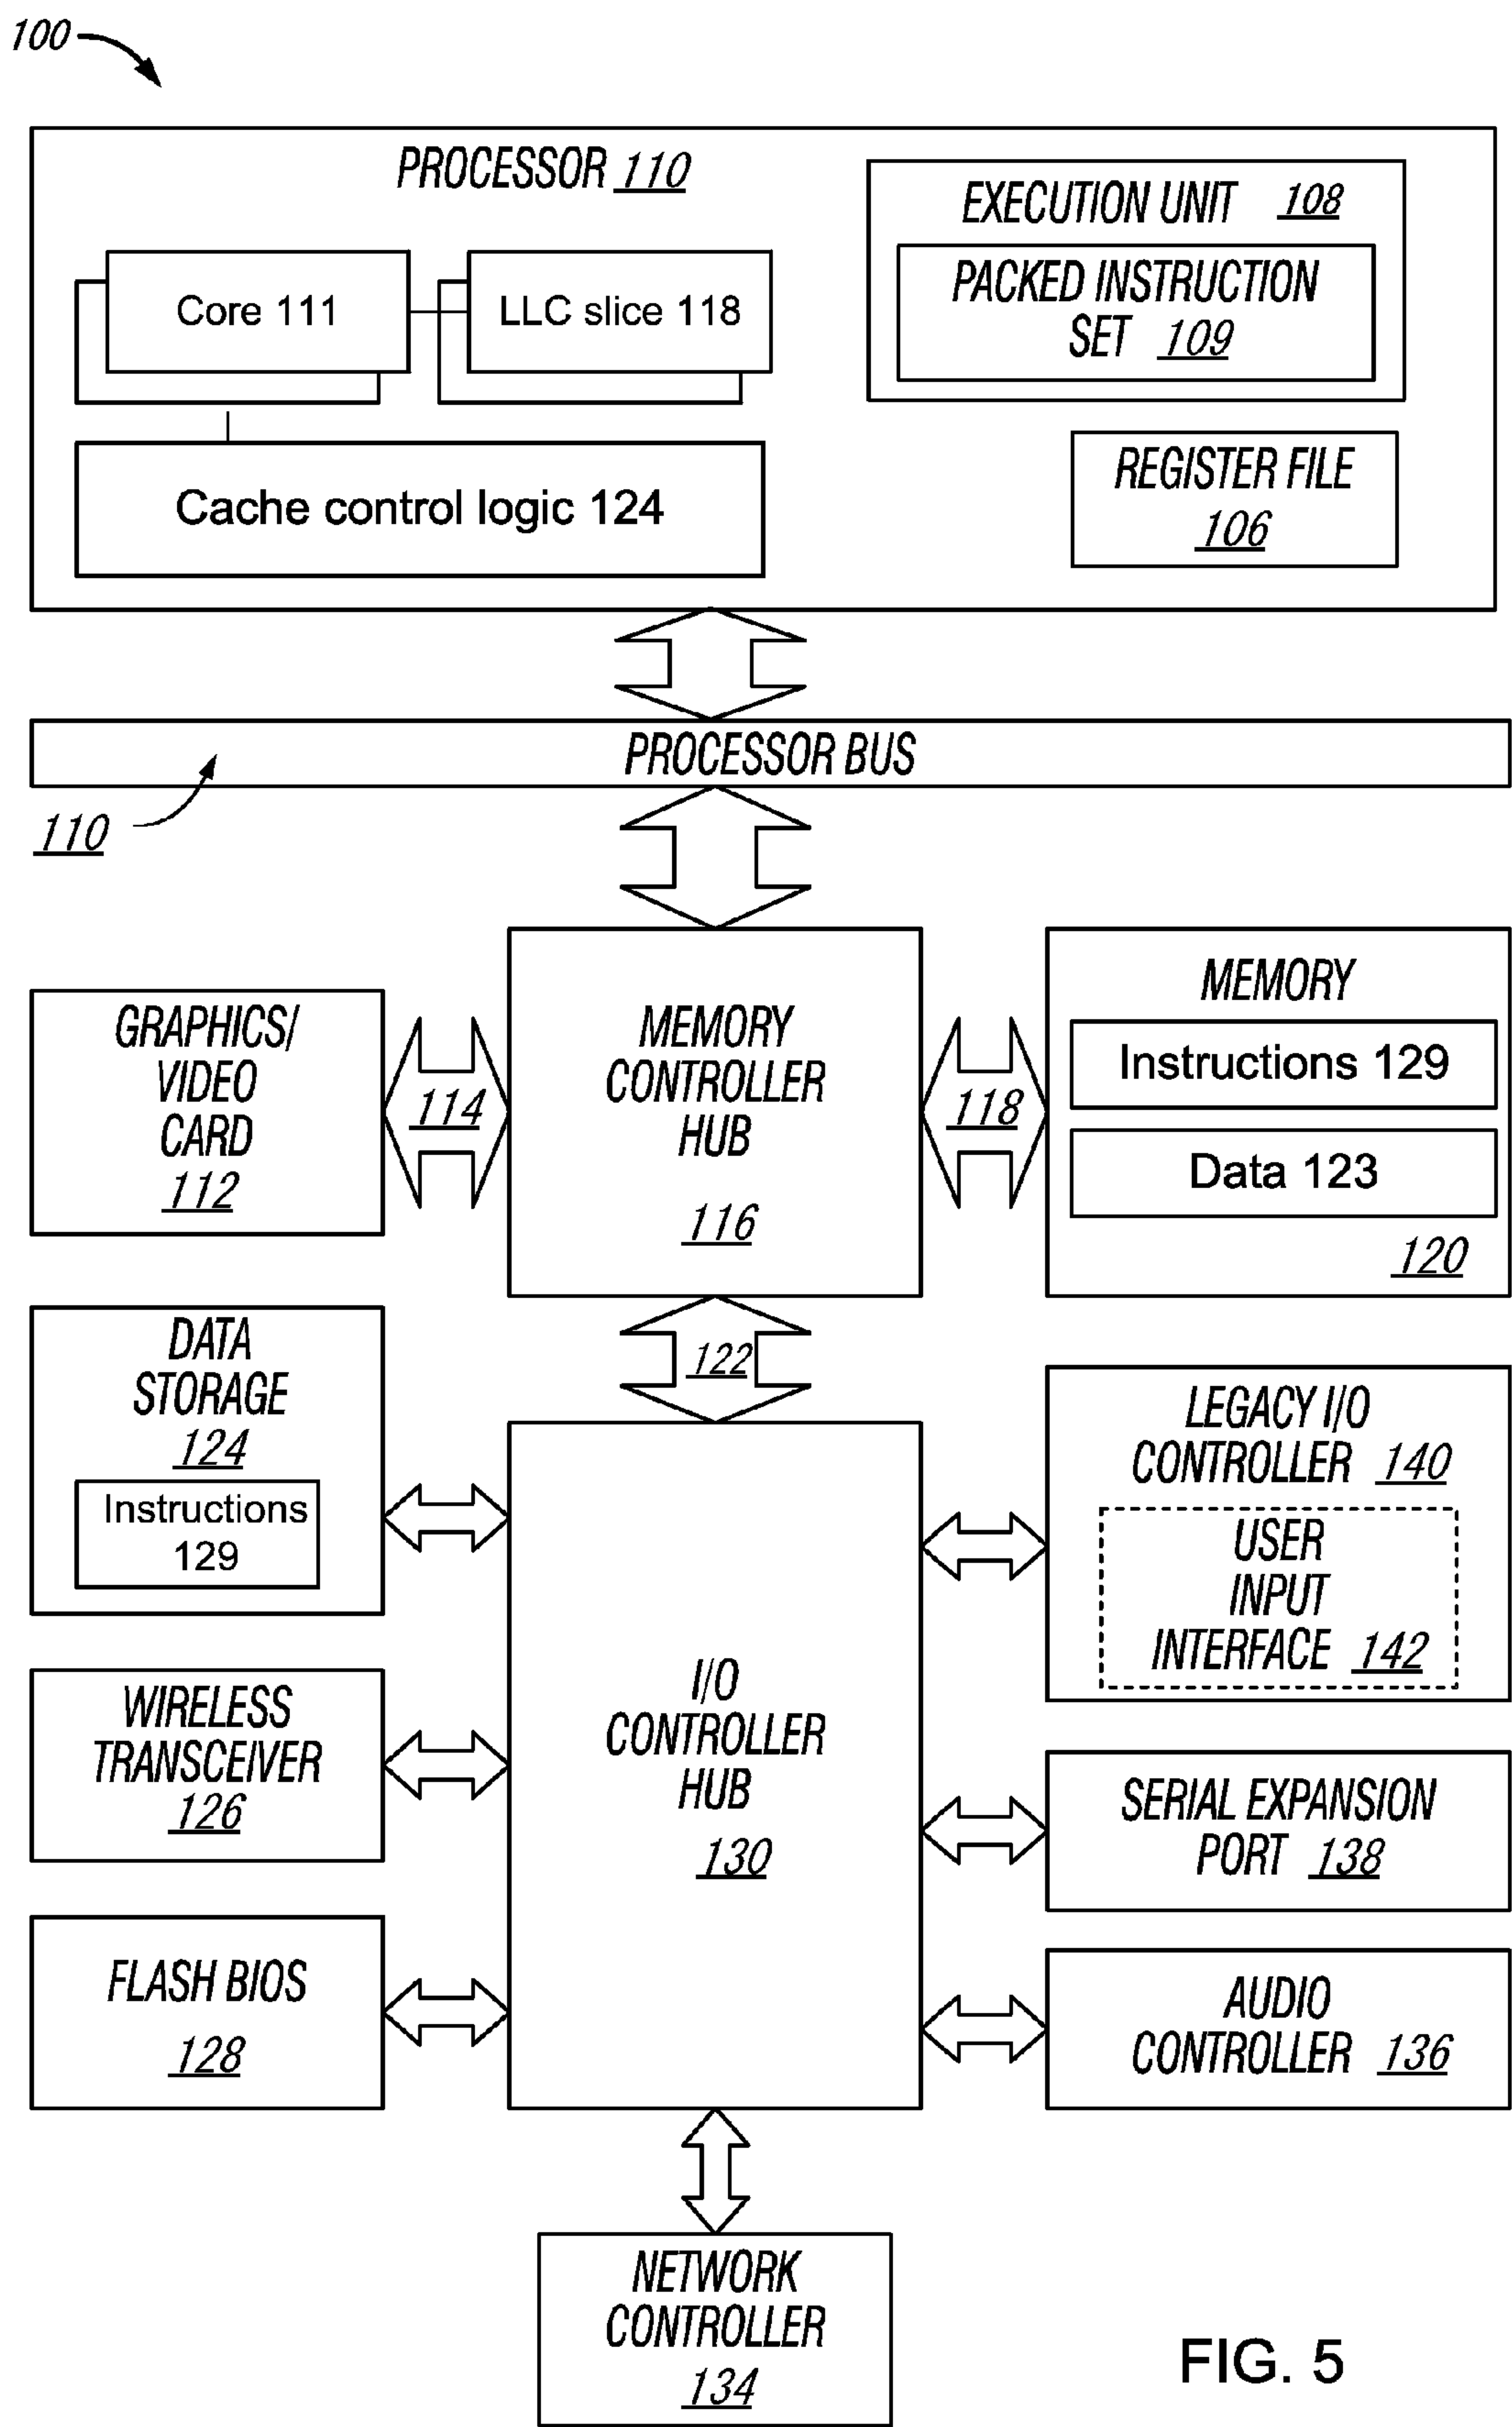 100
PROCESSOR 110
EXECUTION UNIT 108
PACKED INSTRUCTION
SET 109
Core 111
LLC slice 118
REGISTER FILE
106
Cache control logic 124
PROCESSOR BUS
110
GRAPHICS/
VIDEO
CARD
112
114
MEMORY
CONTROLLER
HUB
116
118
MEMORY
Instructions 129
Data 123
120
122
DATA
STORAGE
124
Instructions
129
LEGACY I/O
CONTROLLER 140
USER
INPUT
INTERFACE 142
WIRELESS
TRANSCEIVER
126
I/O
CONTROLLER
HUB
130
SERIAL EXPANSION
PORT 138
FLASH BIOS
128
AUDIO
CONTROLLER 136
NETWORK
CONTROLLER
134
FIG. 5